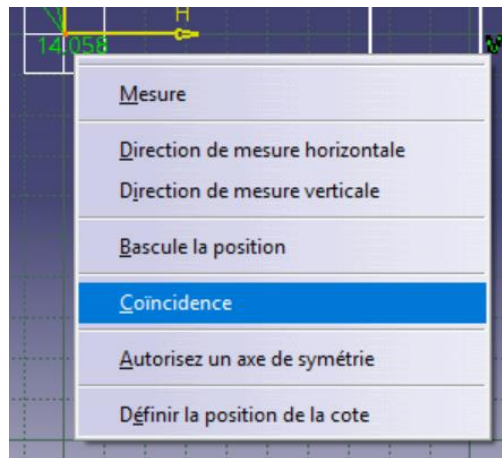 H
14.058
Mesure
Direction de mesure horizontale
Direction de mesure verticale
Bascule la position
Coïncidence
Autorisez un axe de symétrie
Définir la position de la cote